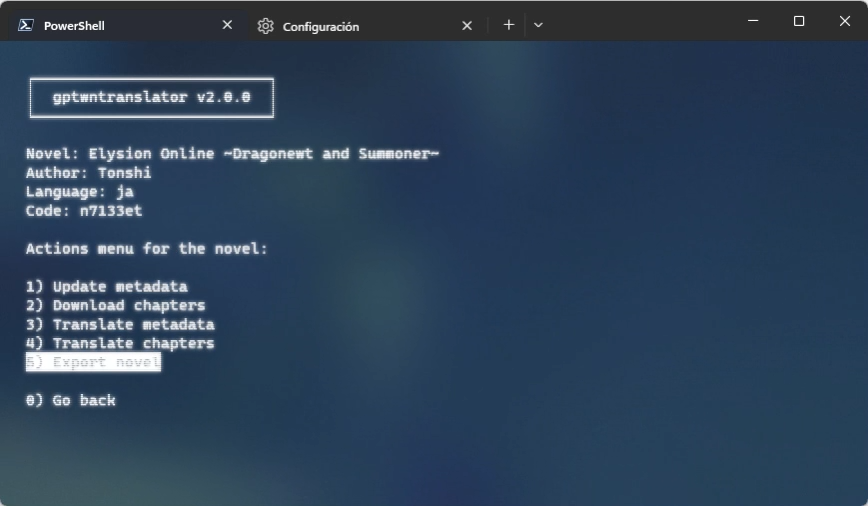 PowerShell
Configuración
gptwntranslator v2.0.0
Novel: Elysion Online ~Dragonewt and Summoner~
Author: Tonshi
Language: ja
Code: n7133et
Actions menu for the novel:
1) Update metadata
2) Download chapters
3) Translate metadata
4) Translate chapters
5) Export novel
0) Go back